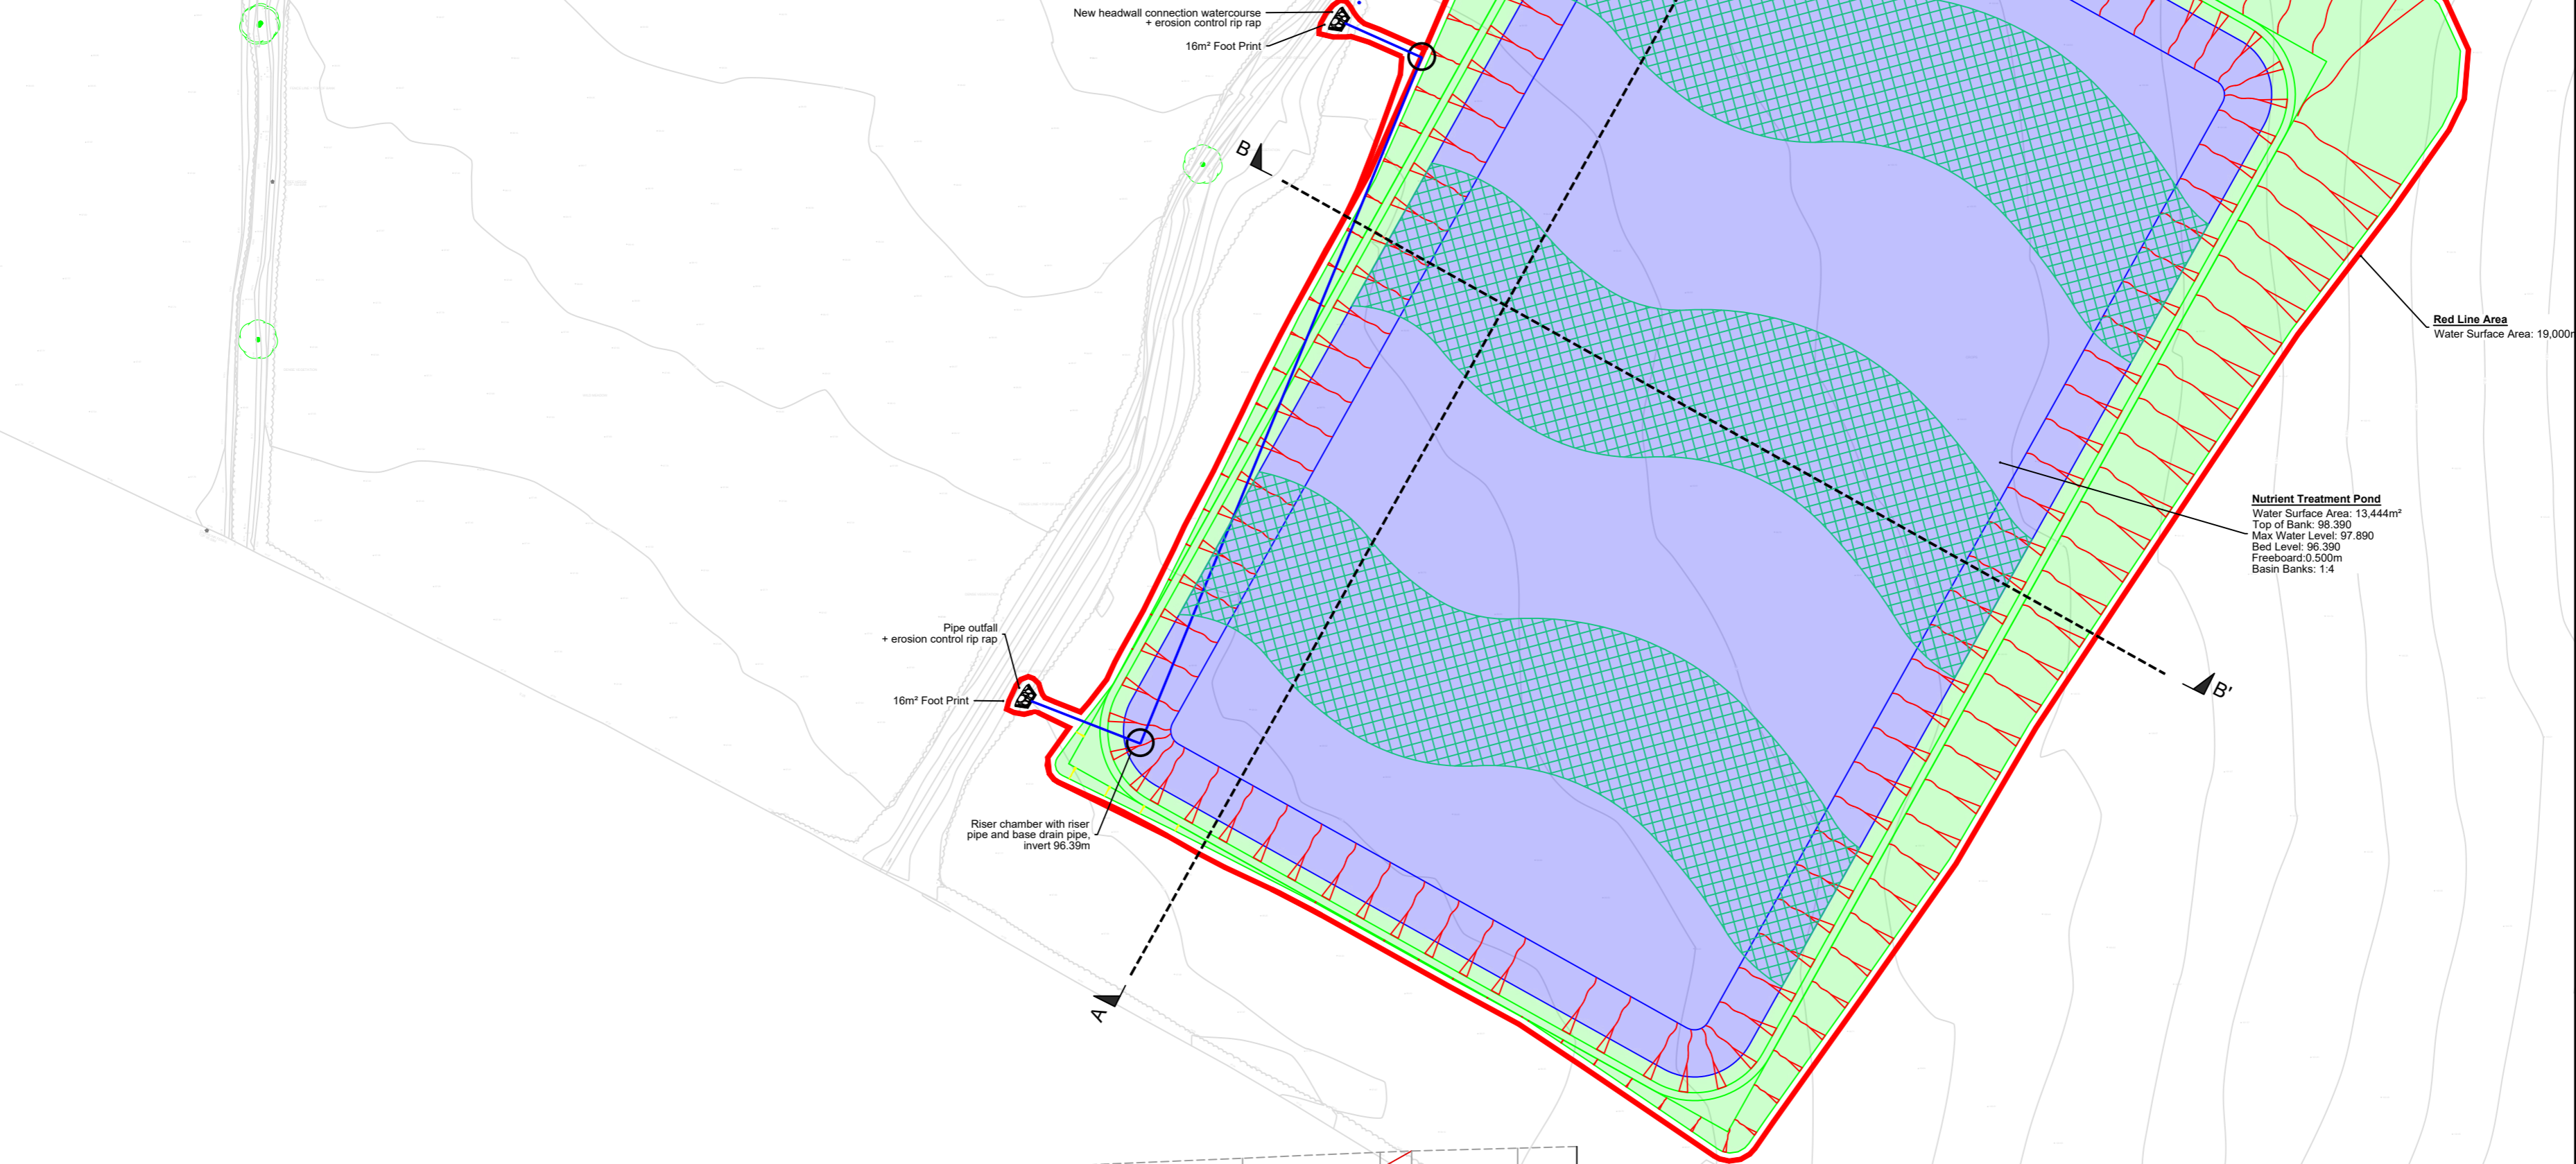 New headwall connection watercourse
+ erosion control rip rap
16m² Foot Print
B
Red Line Area
Water Surface Area: 19,000m
Nutrient Treatment Pond
Water Surface Area: 13,444m²
Top of Bank: 98.390
Max Water Level: 97.890
Bed Level: 96.390
Freeboard:0.500m
Basin Banks: 1:4
Pipe outfall
+ erosion control rip rap
16m² Foot Print
B'
Riser chamber with riser
pipe and base drain pipe,
invert 96.39m
A